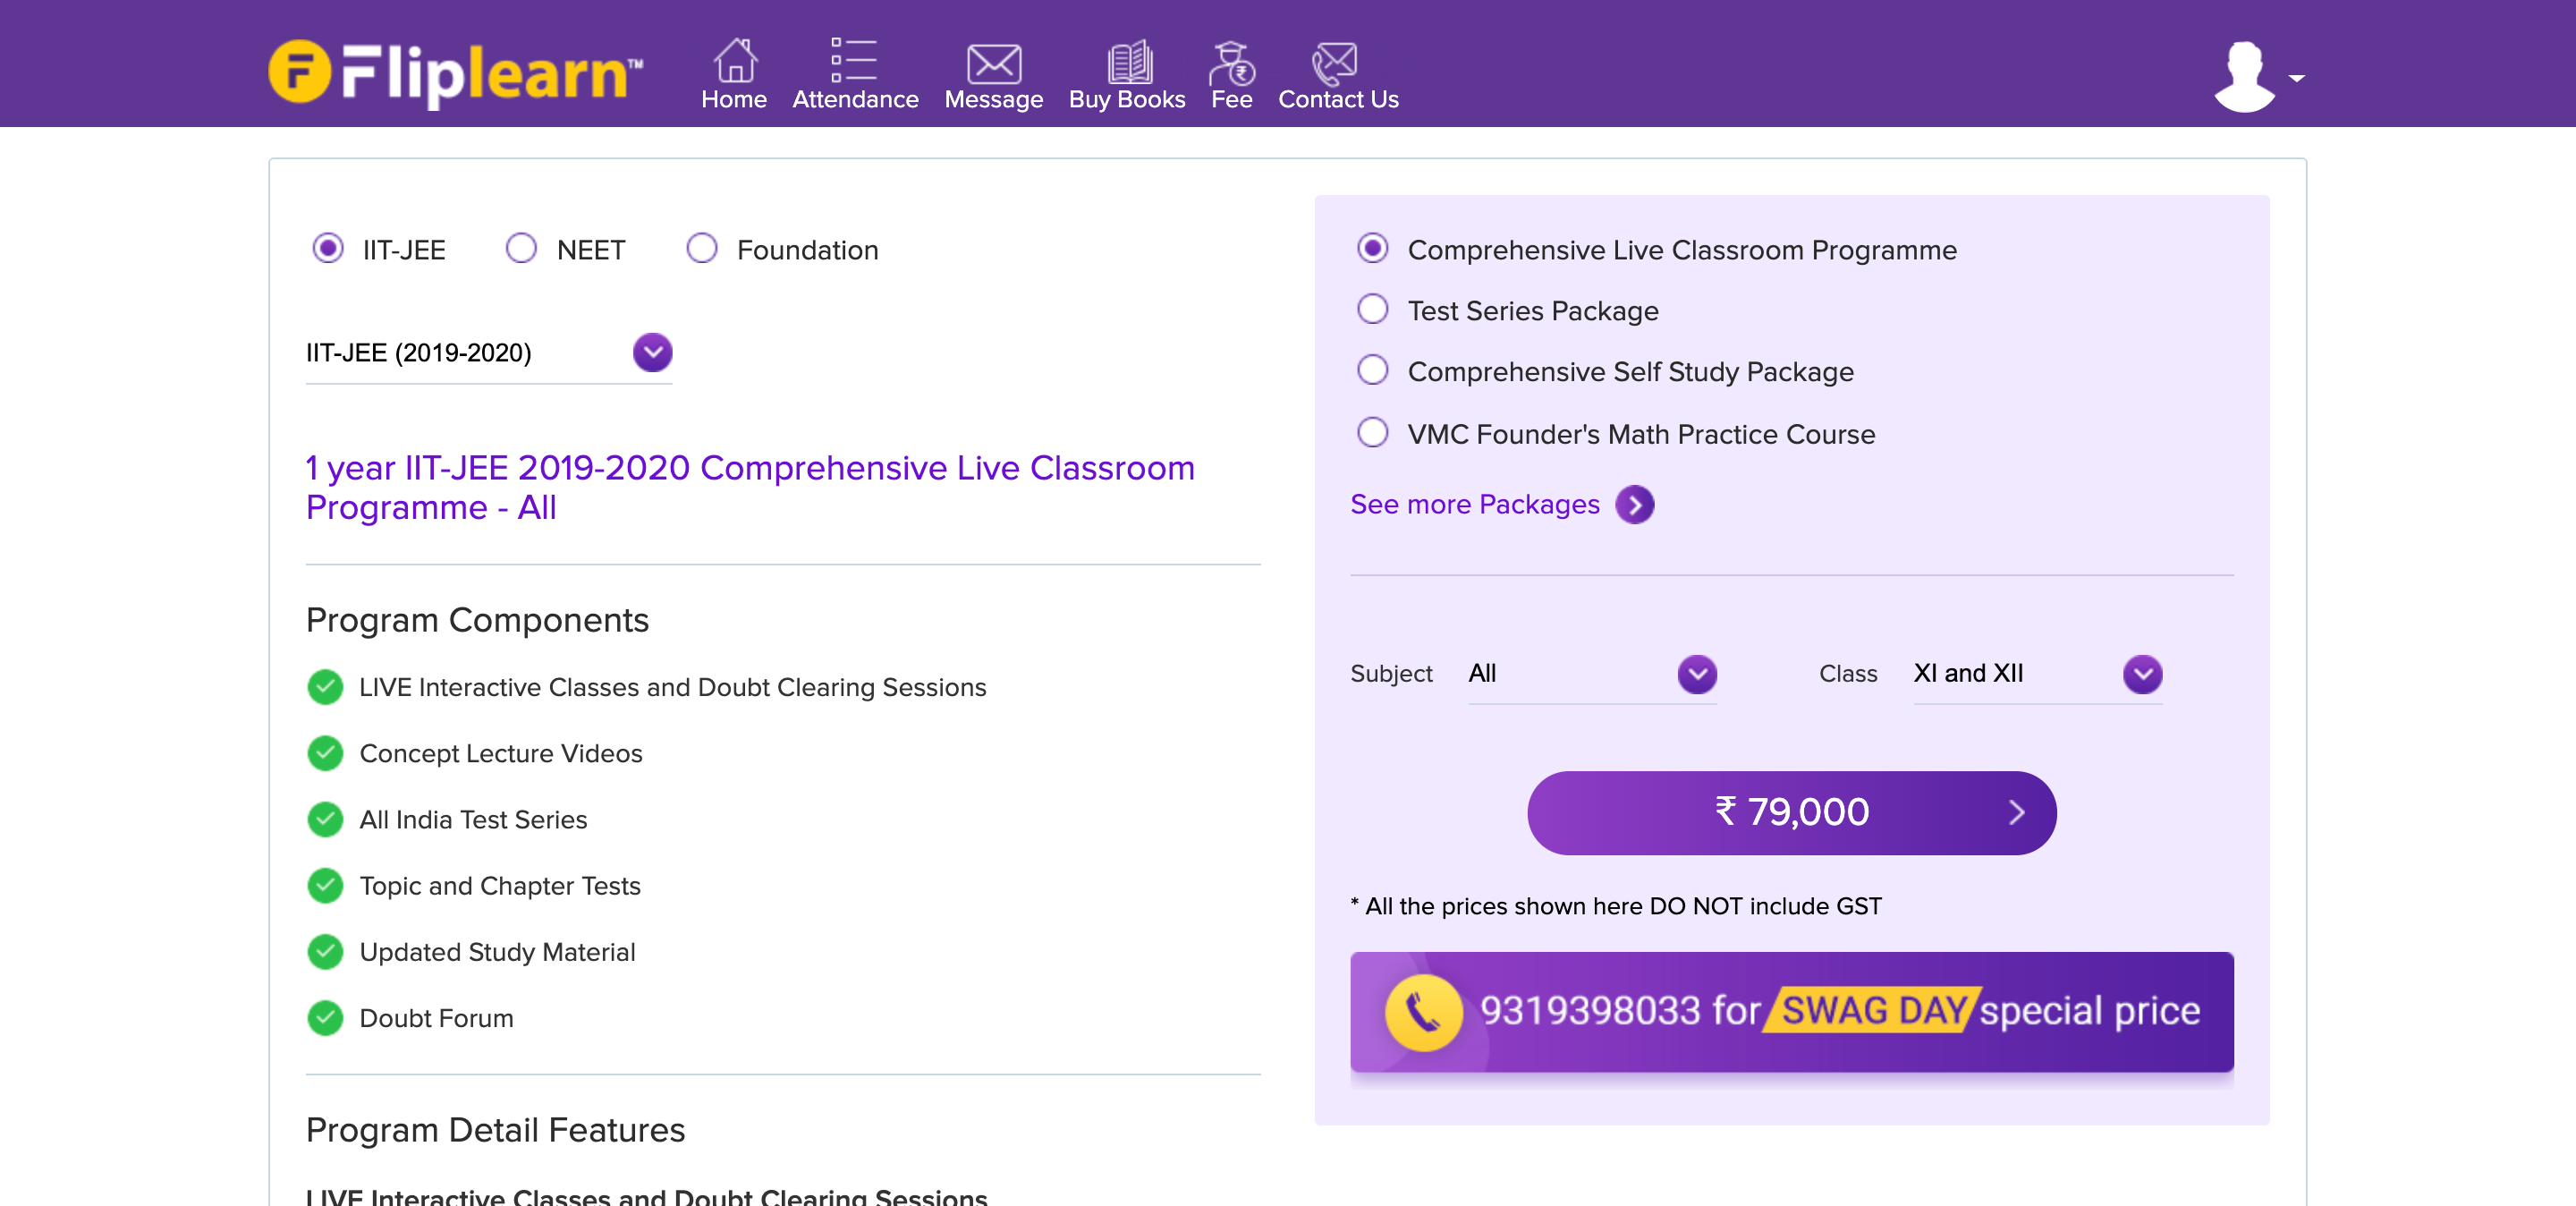 Fliplearn™
Home
Attendance
Message
Buy Books
Fee
Contact Us
IIT-JEE
NEET
Foundation
IIT-JEE (2019-2020)
1 year IIT-JEE 2019-2020 Comprehensive Live Classroom
Programme - All
Program Components
LIVE Interactive Classes and Doubt Clearing Sessions
Concept Lecture Videos
All India Test Series
Topic and Chapter Tests
Updated Study Material
Doubt Forum
Program Detail Features
LIVE Interactive Classes and Doubt Clearing Sessions
Comprehensive Live Classroom Programme
Test Series Package
Comprehensive Self Study Package
VMC Founder's Math Practice Course
See more Packages
Subject All
Class XI and XII
₹ 79,000
* All the prices shown here DO NOT include GST
9319398033 for SWAG DAY special price